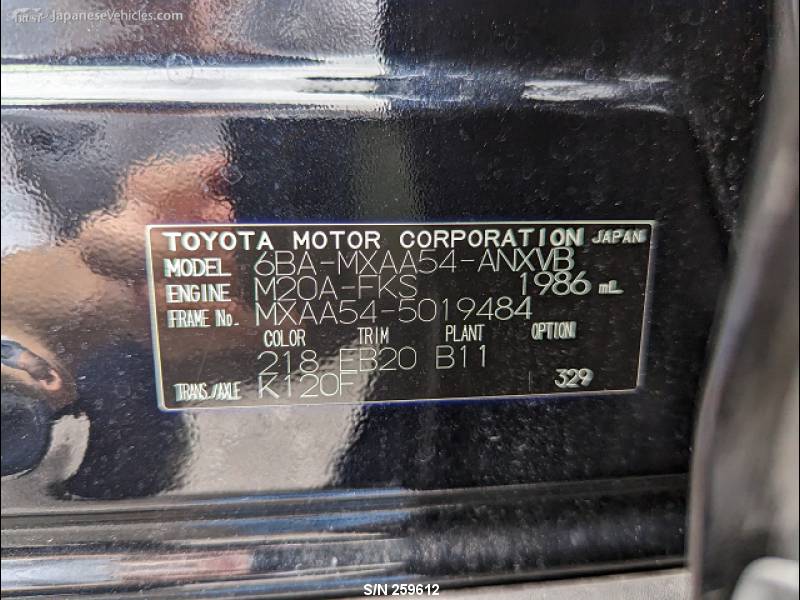 JapaneseVehicles.com
TOYOTA MOTOR CORPORATION JAPAN
MODEL 6BA-MXAA54-ANXVB
ENGINE M20A-FKS 1986 mL
FRAME No. MXAA54-5019484
COLOR TRIM PLANT OPTION
218 EB20 B11
TRANS./AXLE K120F 329
S/N 259612